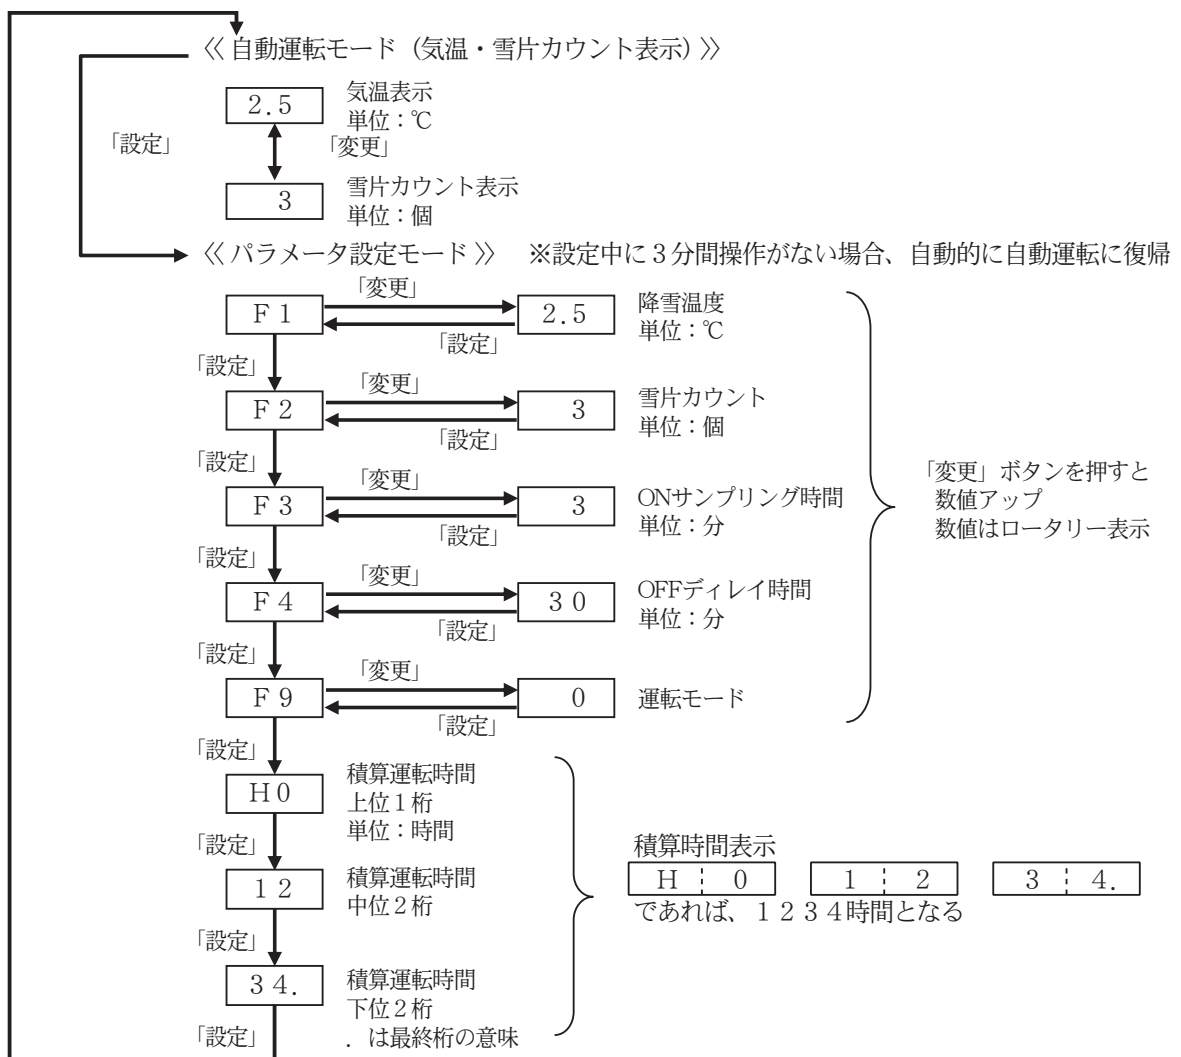 《 自動運転モード（気温・雪片カウント表示）》
2.5
気温表示
単位：℃
「設定」
「変更」
3
雪片カウント表示
単位：個
《 パラメータ設定モード 》　※設定中に３分間操作がない場合、自動的に自動運転に復帰
Ｆ１
「変更」
2.5
「設定」
降雪温度
単位：℃
「設定」
Ｆ２
「変更」
3
「設定」
雪片カウント
単位：個
「設定」
Ｆ３
「変更」
3
「設定」
ONサンプリング時間
単位：分
「変更」ボタンを押すと
数値アップ
数値はロータリー表示
「設定」
Ｆ４
「変更」
３０
「設定」
OFFディレイ時間
単位：分
「設定」
Ｆ９
「変更」
0
「設定」
運転モード
「設定」
Ｈ０
積算運転時間
上位１桁
単位：時間
「設定」
１２
積算運転時間
中位２桁
積算時間表示
Ｈ　０　　１　２　　３　４.
であれば、１２３４時間となる
「設定」
３４.
積算運転時間
下位２桁
．は最終桁の意味
「設定」